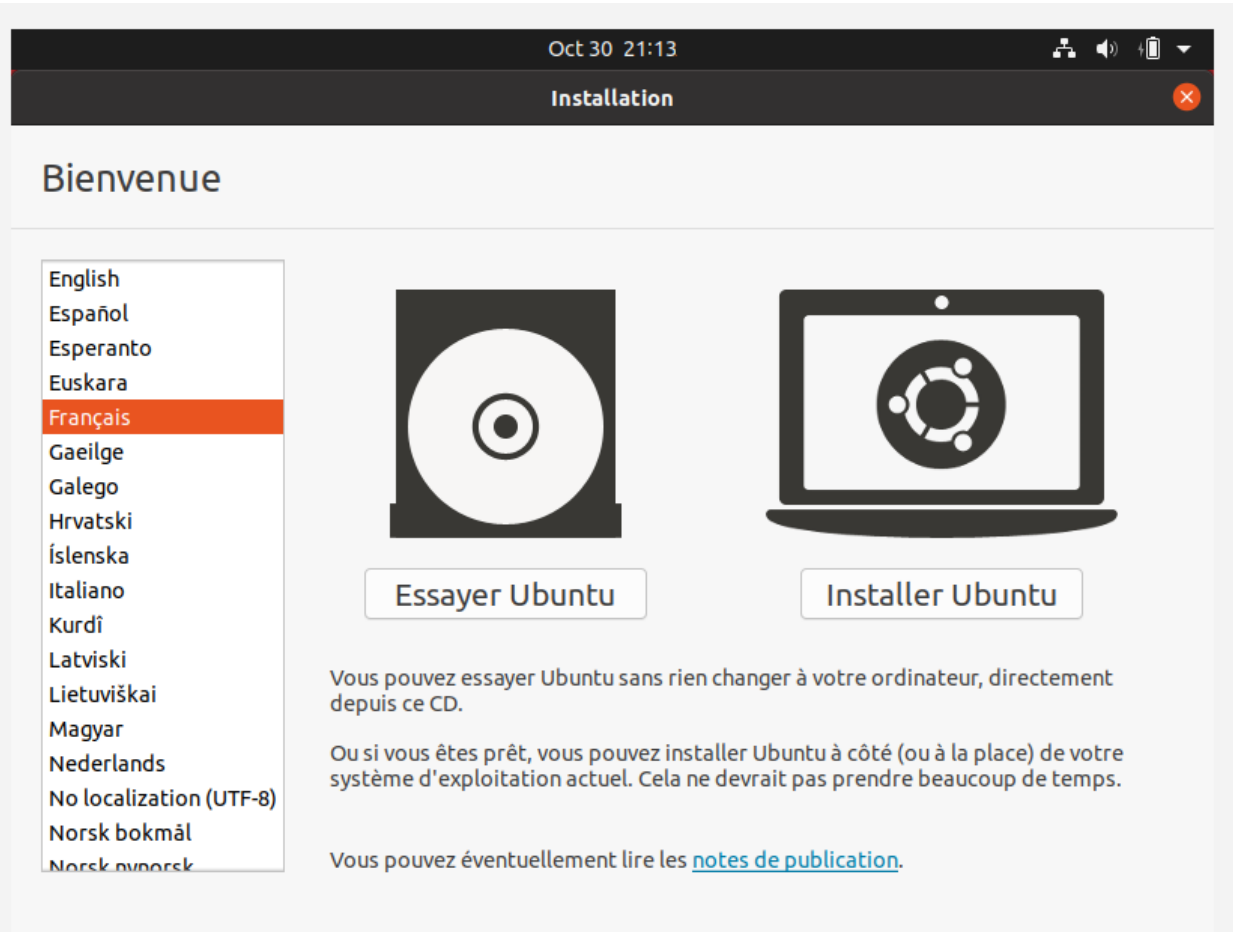 Oct 30 21:13
Installation
Bienvenue
English
Español
Esperanto
Euskara
Français
Gaeilge
Galego
Hrvatski
Íslenska
Italiano
Kurdî
Latviski
Lietuviškai
Magyar
Nederlands
No localization (UTF-8)
Norsk bokmål
Norsk nynorsk
Essayer Ubuntu
Installer Ubuntu
Vous pouvez essayer Ubuntu sans rien changer à votre ordinateur, directement
depuis ce CD.
Ou si vous êtes prêt, vous pouvez installer Ubuntu à côté (ou à la place) de votre
système d'exploitation actuel. Cela ne devrait pas prendre beaucoup de temps.
Vous pouvez éventuellement lire les notes de publication.